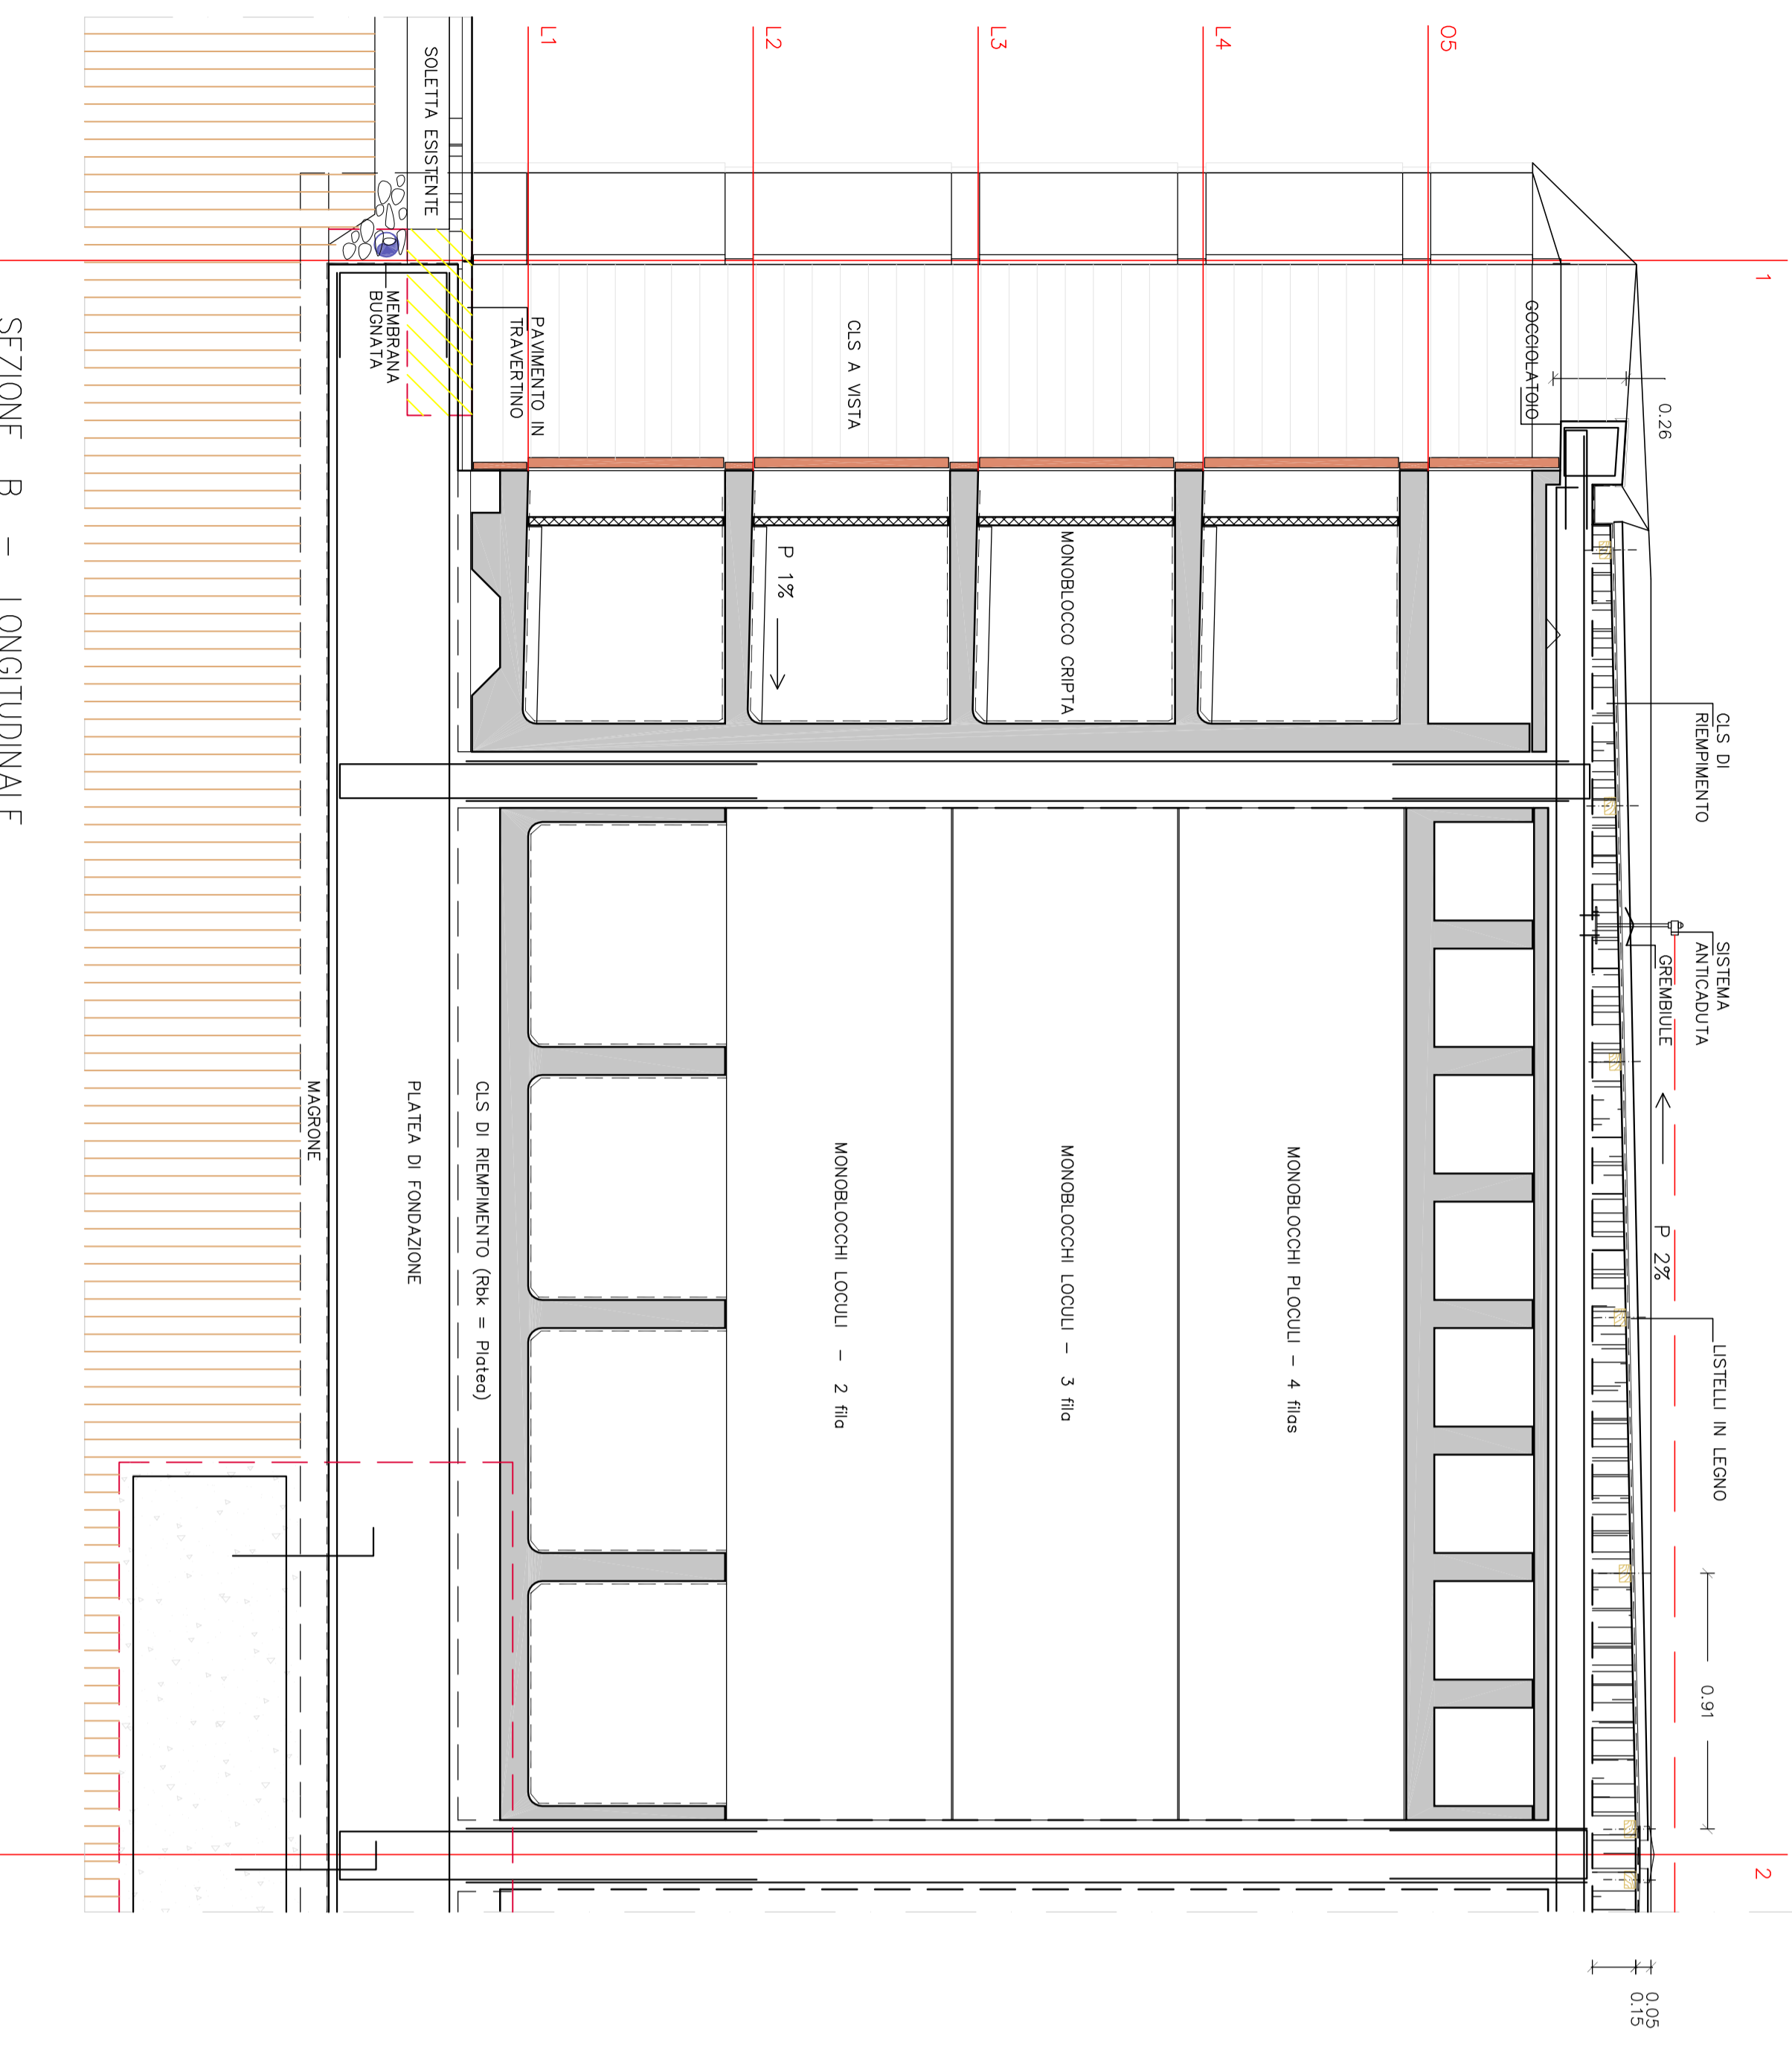 1
2
0.26
CLS DI
RIEMPIMENTO
SISTEMA
ANTICADUTA
GREMBIULE
P 2%
LISTELLI IN LEGNO
0.91
0.05
0.15
GOCCIOLATOIO
O5
L4
L3
L2
L1
CLS A VISTA
MONOBLOCCO CRIPTA
P 1%
MONOBLOCCHI PLOCULI - 4 filas
MONOBLOCCHI LOCULI - 3 fila
MONOBLOCCHI LOCULI - 2 fila
PAVIMENTO IN
TRAVERTINO
SOLETTA ESISTENTE
MEMBRANA
BUGNATA
CLS DI RIEMPIMENTO (Rbk = Platea)
PLATEA DI FONDAZIONE
MAGRONE
SEZIONE B - LONGITUDINALE